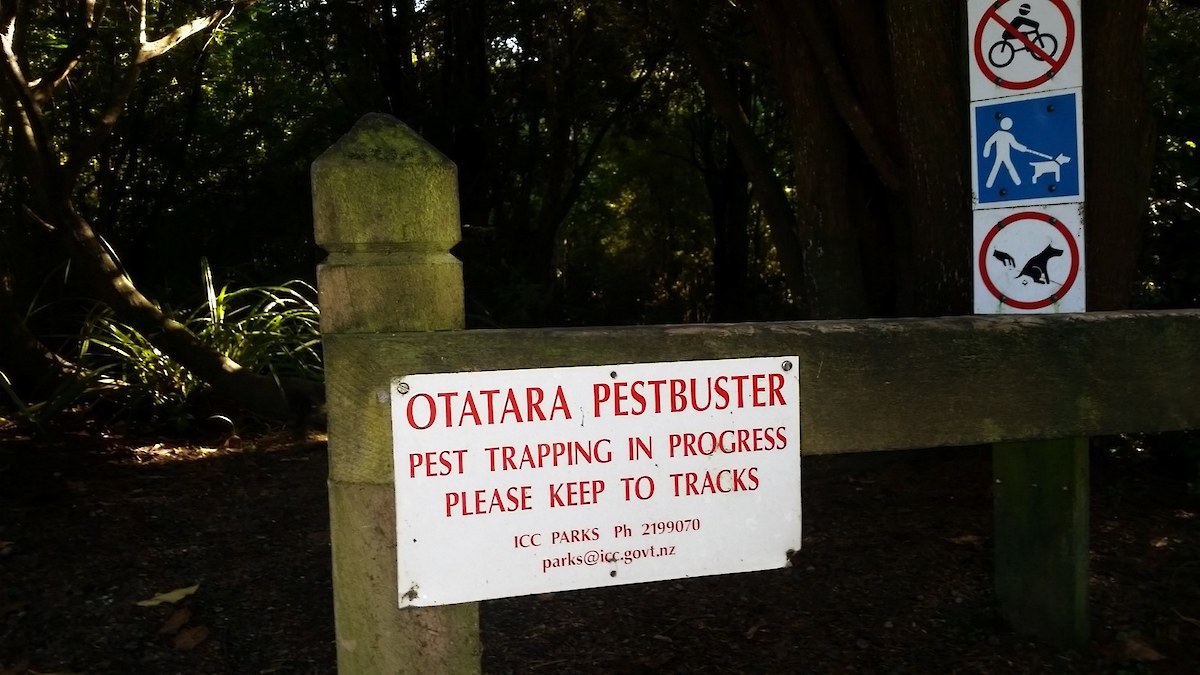 OTATARA PESTBUSTER
PEST TRAPPING IN PROGRESS
PLEASE KEEP TO TRACKS
ICC PARKS Ph 2199070
parks@icc.govt.nz